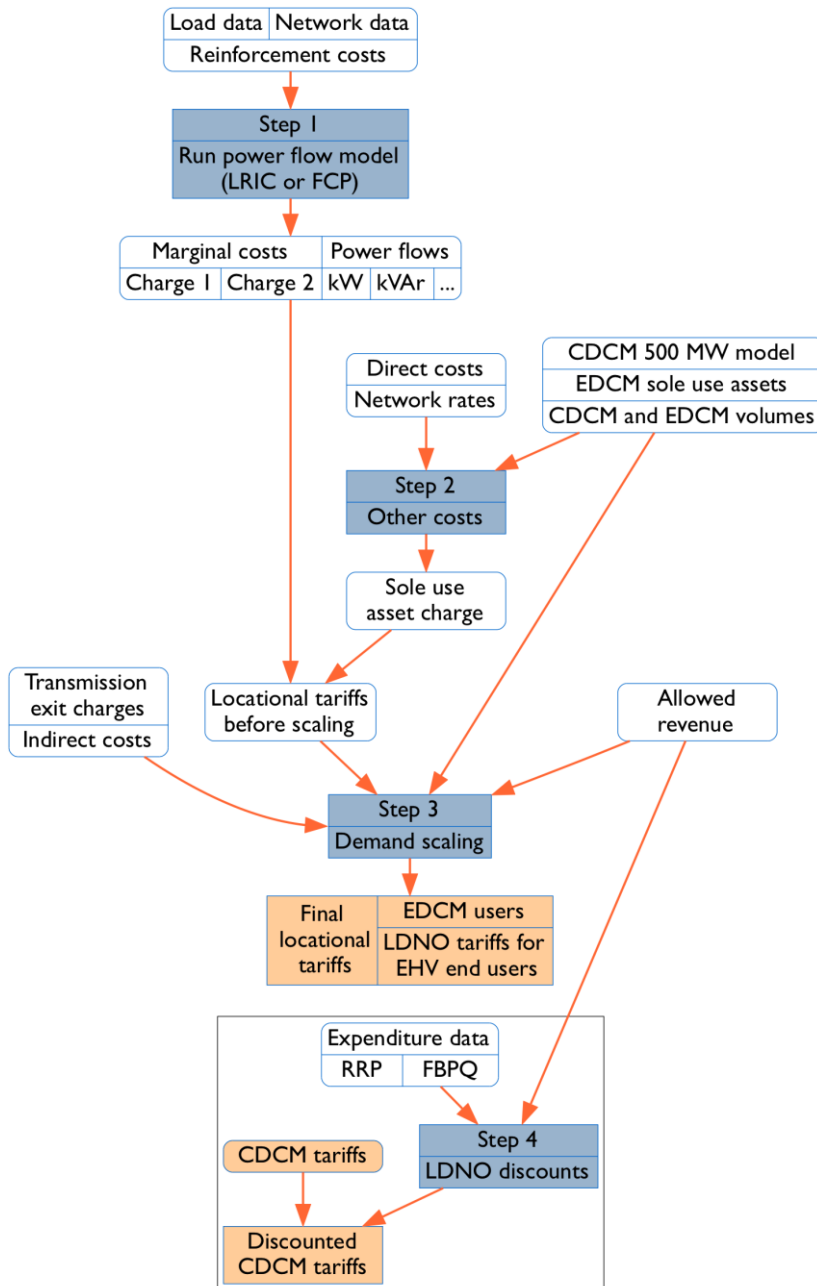 Load data Network data
Reinforcement costs
Step 1
Run power flow model
(LRIC or FCP)
Marginal costs Power flows
Charge 1 Charge 2 kW kVAr ...
Direct costs
Network rates
CDCM 500 MW model
EDCM sole use assets
CDCM and EDCM volumes
Step 2
Other costs
Sole use
asset charge
Transmission
exit charges
Indirect costs
Locational tariffs
before scaling
Allowed
revenue
Step 3
Demand scaling
Final
locational
tariffs
EDCM users
LDNO tariffs for
EHV end users
Expenditure data
RRP FBPQ
Step 4
LDNO discounts
CDCM tariffs
Discounted
CDCM tariffs